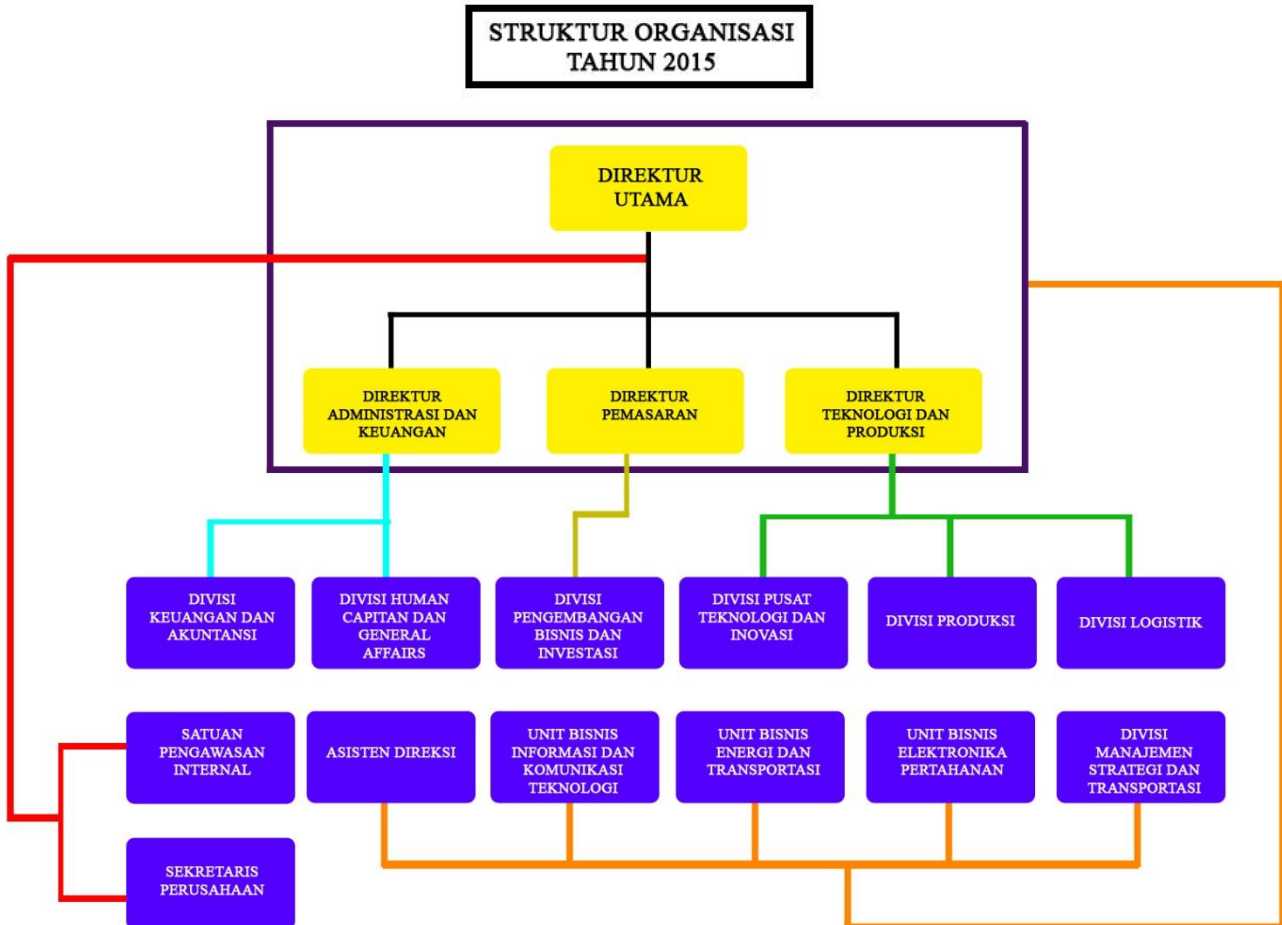 STRUKTUR ORGANISASI
TAHUN 2015
DIREKTUR
UTAMA
DIREKTUR
ADMINISTRASI DAN
KEUANGAN
DIREKTUR
PEMASARAN
DIREKTUR
TEKNOLOGI DAN
PRODUKSI
DIVISI
KEUANGAN DAN
AKUNTANSI
DIVISI HUMAN
CAPITAN DAN
GENERAL
AFFAIRS
DIVISI
PENGEMBANGAN
BISNIS DAN
INVESTASI
DIVISI PUSAT
TEKNOLOGI DAN
INOVASI
DIVISI PRODUKSI
DIVISI LOGISTIK
SATUAN
PENGAWASAN
INTERNAL
ASISTEN DIREKSI
UNIT BISNIS
INFORMASI DAN
KOMUNIKASI
TEKNOLOGI
UNIT BISNIS
ENERGI DAN
TRANSPORTASI
UNIT BISNIS
ELEKTRONIKA
PERTAHANAN
DIVISI
MANAJEMEN
STRATEGI DAN
TRANSPORTASI
SEKRETARIS
PERUSAHAAN